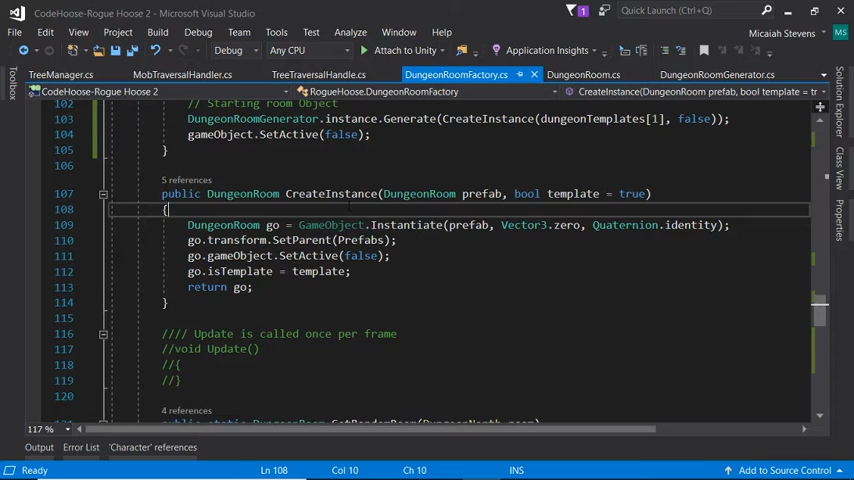 CodeHoose-Rogue Hoose 2 - Microsoft Visual Studio
1
Quick Launch (Ctrl+Q)
File Edit View Project Build Debug Team Tools Test Analyze Window Help
Micaiah Stevens
MS
Debug
Any CPU
Attach to Unity
Application Insights
TreeManager.cs
MobTraversalHandler.cs
TreeTraversalHandle.cs
DungeonRoomFactory.cs
DungeonRoom.cs
DungeonRoomGenerator.cs
CodeHoose-Rogue Hoose 2
RogueHoose.DungeonRoomFactory
CreateInstance(DungeonRoom prefab, bool template = tr
Toolbox
Solution Explorer
Class View
Properties
102 // Starting room Object
103 DungeonRoomGenerator.instance.Generate(CreateInstance(dungeonTemplates[1], false));
104 gameObject.SetActive(false);
105 }
106
5 references
107 public DungeonRoom CreateInstance(DungeonRoom prefab, bool template = true)
108 {
109 DungeonRoom go = GameObject.Instantiate(prefab, Vector3.zero, Quaternion.identity);
110 go.transform.SetParent(Prefabs);
111 go.gameObject.SetActive(false);
112 go.isTemplate = template;
113 return go;
114 }
115
116 //// Update is called once per frame
117 //void Update()
118 //{
119 //}
120
4 references
117 %
Output Error List 'Character' references
Ready
Ln 108
Col 10
Ch 10
INS
Add to Source Control